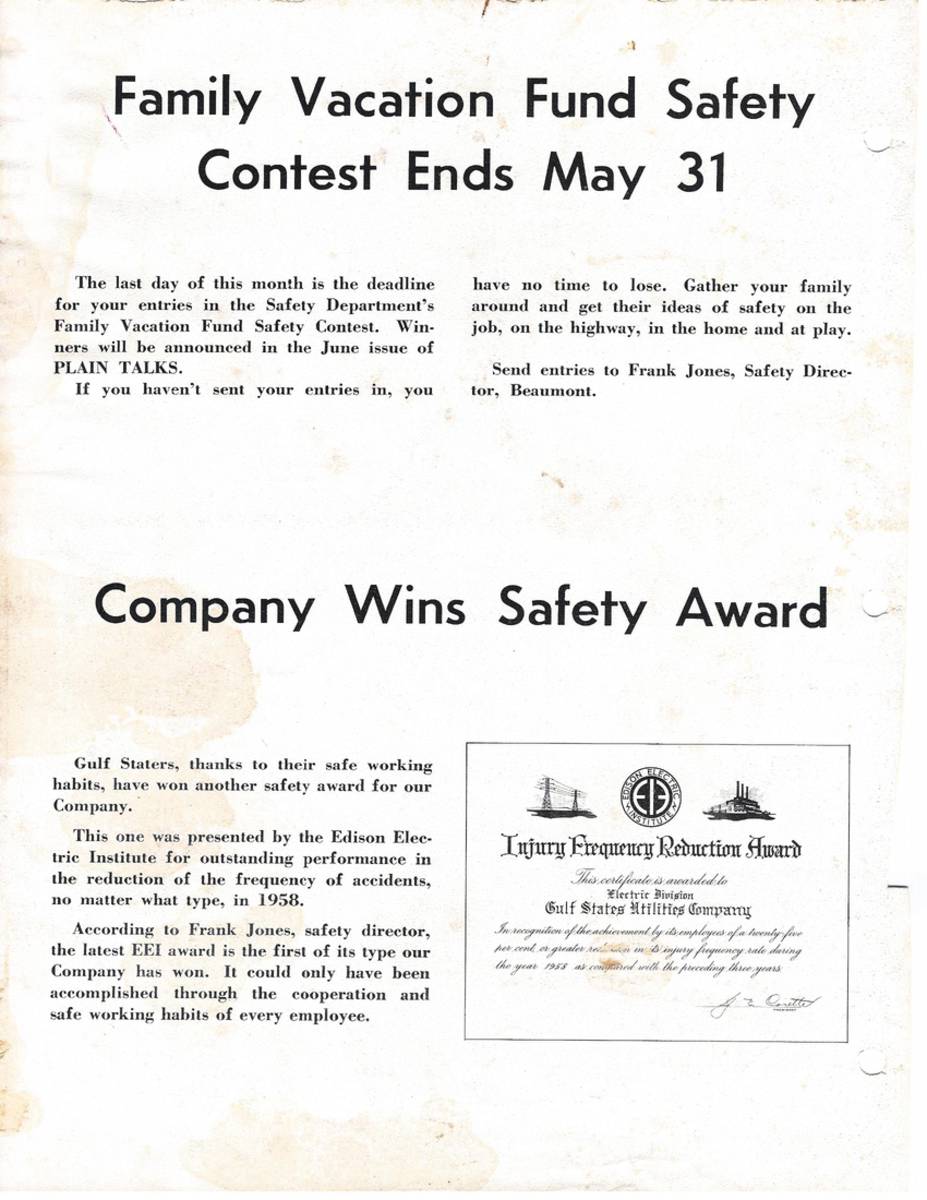 Family Vacation Fund Safety
Contest Ends May 31
The last day of this month is the deadline
for your entries in the Safety Department's
Family Vacation Fund Safety Contest. Win-
ners will be announced in the June issue of
PLAIN TALKS.
If you haven't sent your entries in, you
have no time to lose. Gather your family
around and get their ideas of safety on the
job, on the highway, in the home and at play.
Send entries to Frank Jones, Safety Direc-
tor, Beaumont.
Company Wins Safety Award
Gulf Staters, thanks to their safe working
habits, have won another safety award for our
Company.
This one was presented by the Edison Elec-
tric Institute for outstanding performance in
the reduction of the frequency of accidents,
no matter what type, in 1958.
According to Frank Jones, safety director,
the latest EEI award is the first of its type our
Company has won. It could only have been
accomplished through the cooperation and
safe working habits of every employee.
EDISON ELECTRIC
EEI
INSTITUTE
Injury Frequency Reduction Award
This certificate is awarded to
Electric Division
Gulf States Utilities Company
In recognition of the achievement by its employees of a twenty-five
per cent or greater in its injury frequency rate during
the year 1958 as compared with the preceding three years
PRESIDENT